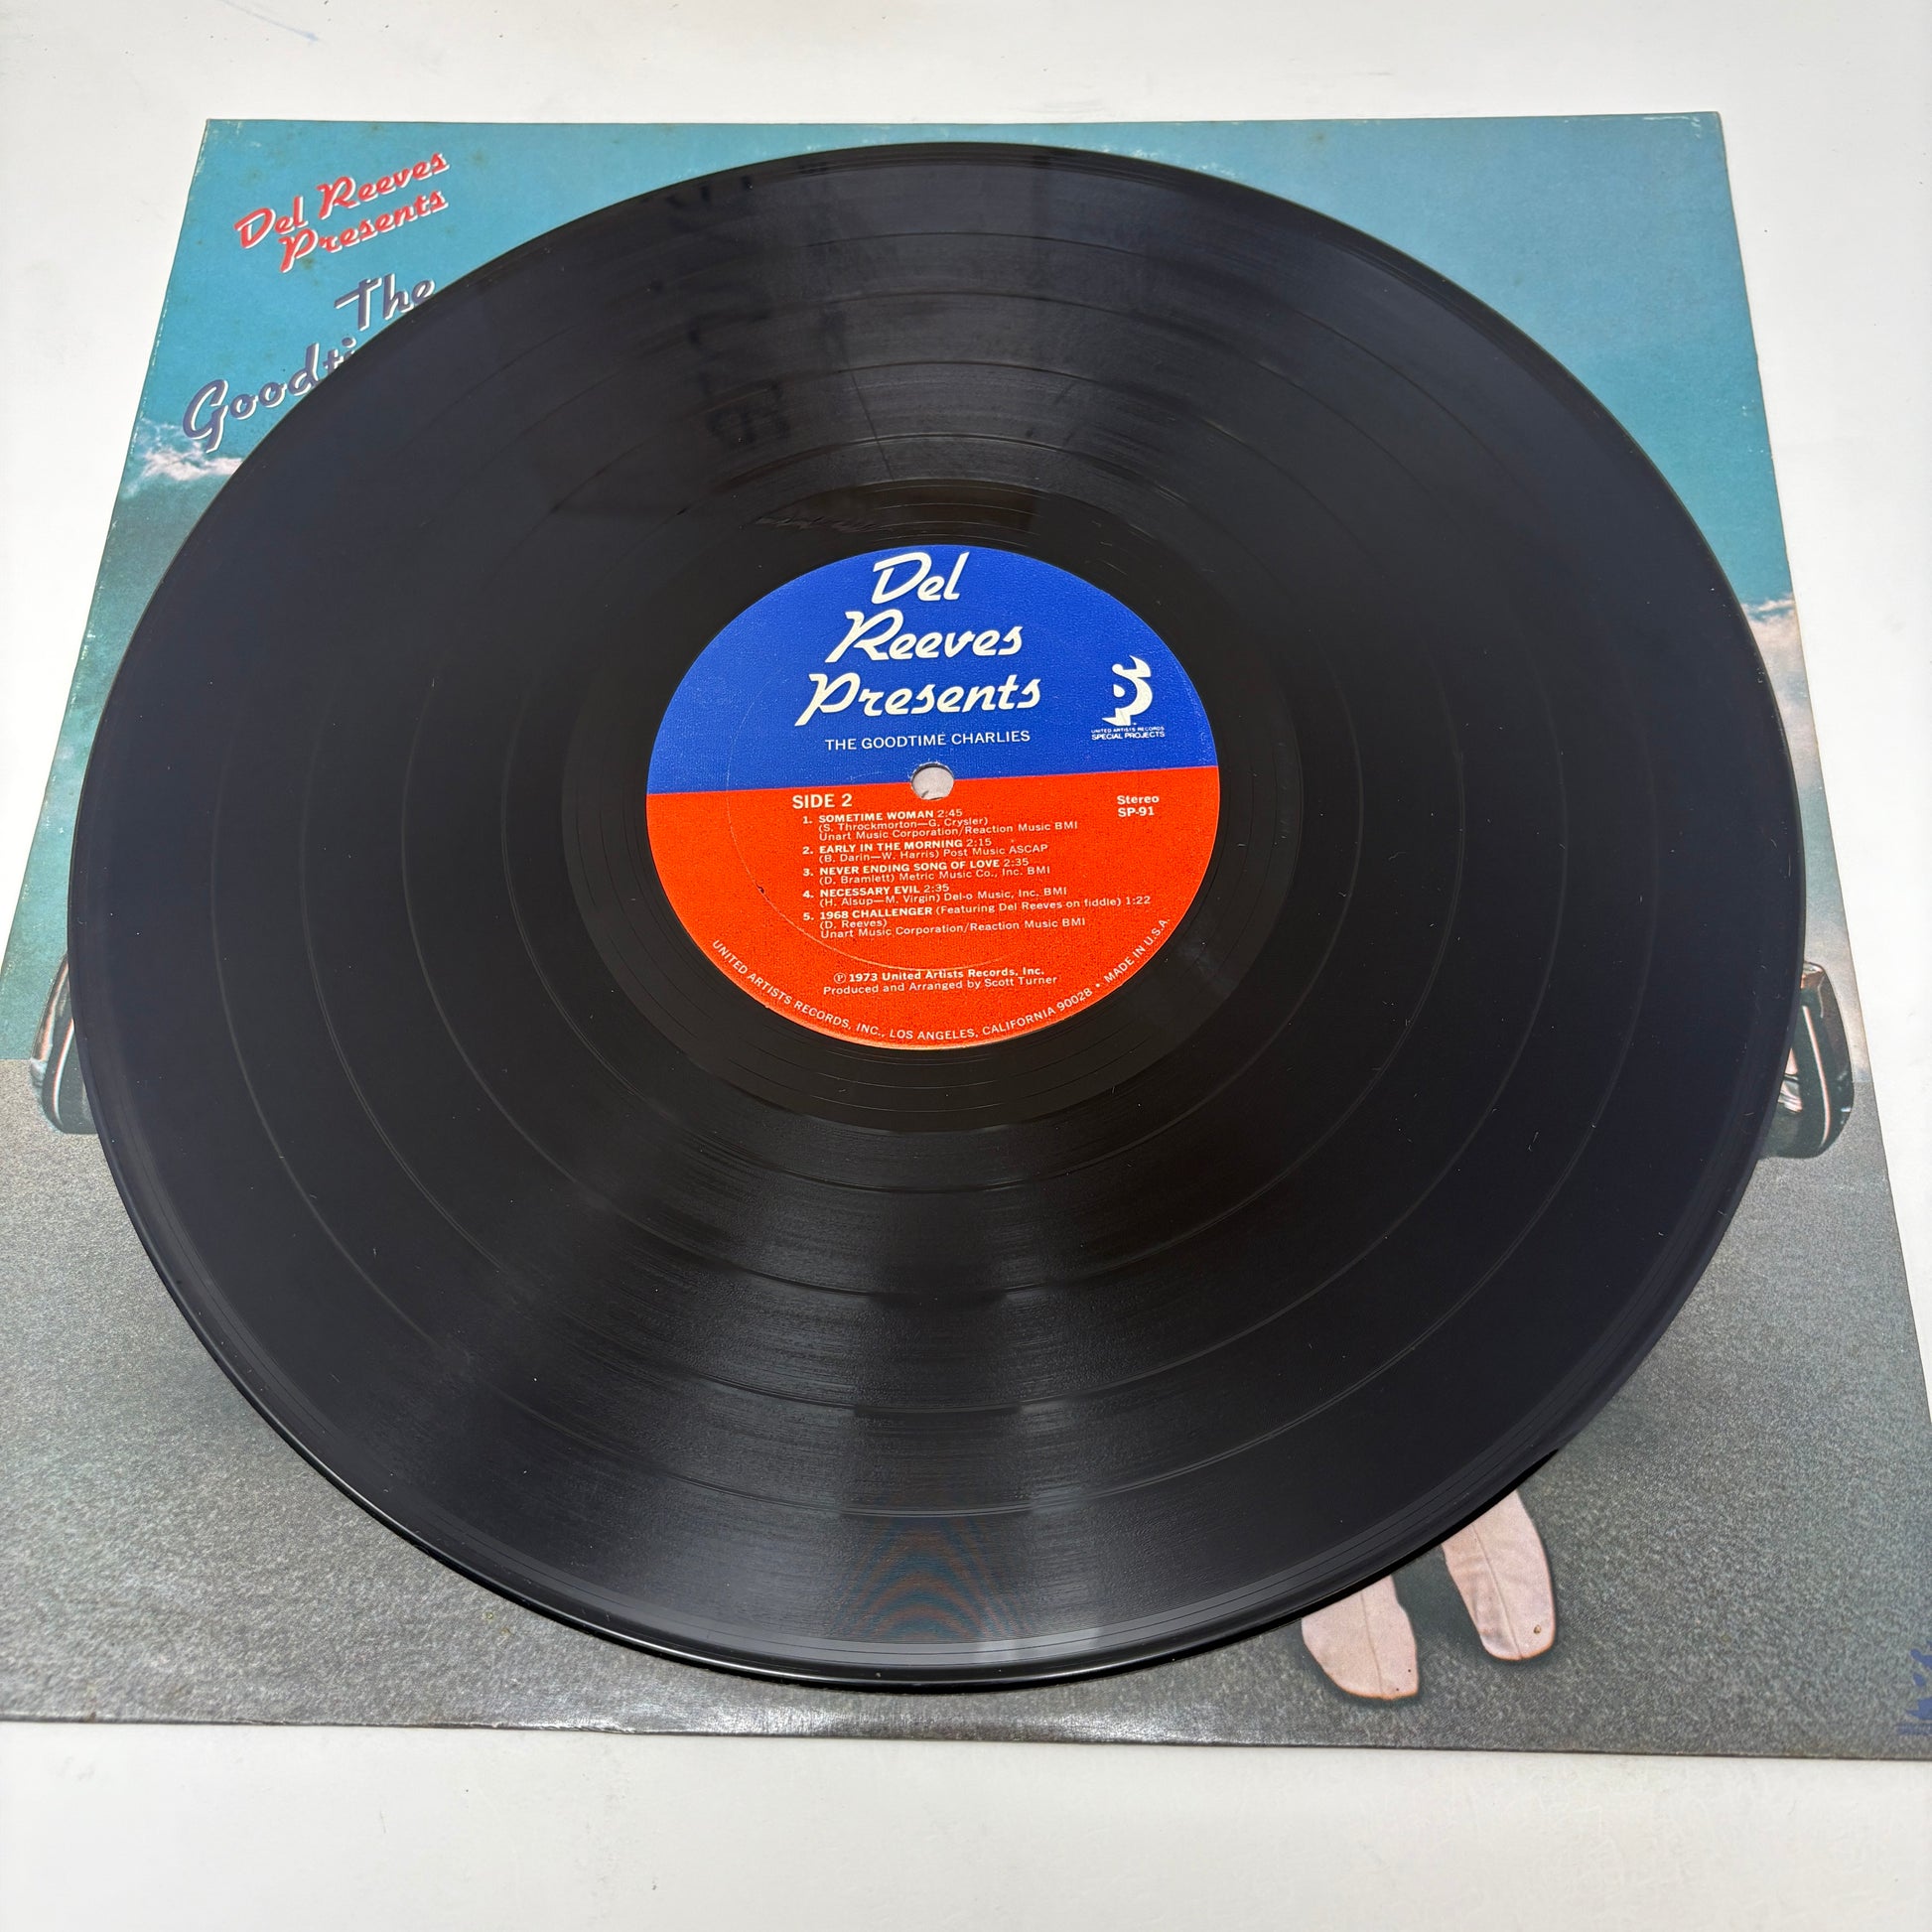 Del Reeves
Presents
The
Del
Reeves
Presents
THE GOODTIME CHARLIES
UNITED ARTISTS RECORDS
SPECIAL PROJECTS
SIDE 2
Stereo
SP-91
1. SOMETIME WOMAN 2:45
(S. Throckmorton—G. Crysler)
Unart Music Corporation/Reaction Music BMI
2. EARLY IN THE MORNING 2:15
(B. Darin—W. Harris) Post Music ASCAP
3. NEVER ENDING SONG OF LOVE 2:35
(D. Bramlett) Metric Music Co., Inc. BMI
4. NECESSARY EVIL 2:35
(H. Alsup—M. Virgin) Del-o Music, Inc. BMI
5. 1968 CHALLENGER (Featuring Del Reeves on fiddle) 1:22
(D. Reeves)
Unart Music Corporation/Reaction Music BMI
℗ 1973 United Artists Records, Inc.
Produced and Arranged by Scott Turner
UNITED ARTISTS RECORDS, INC., LOS ANGELES, CALIFORNIA 90028 • MADE IN U.S.A.